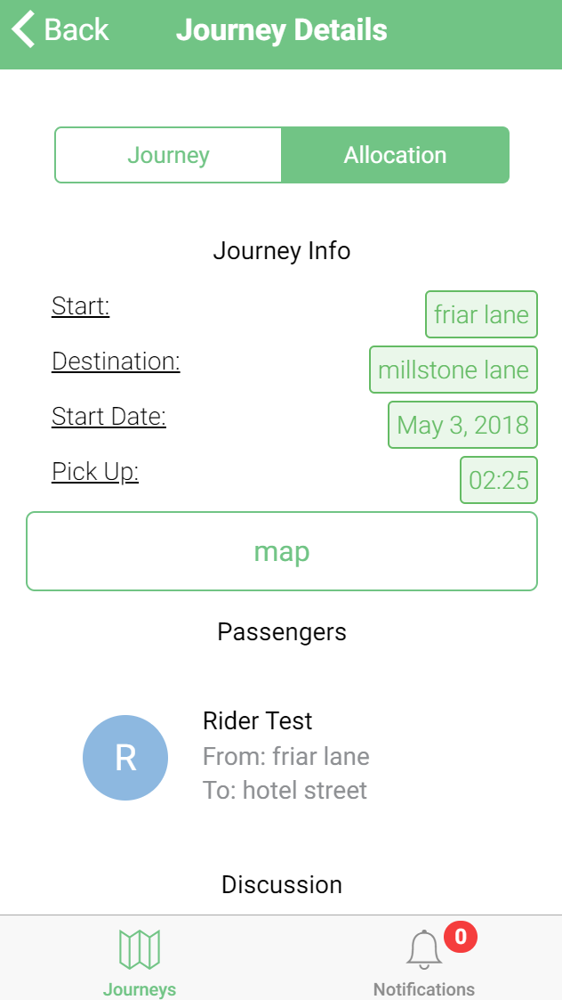 Back Journey Details
Journey Allocation
Journey Info
Start: friar lane
Destination: millstone lane
Start Date: May 3, 2018
Pick Up: 02:25
map
Passengers
R
Rider Test
From: friar lane
To: hotel street
Discussion
0
Journeys Notifications